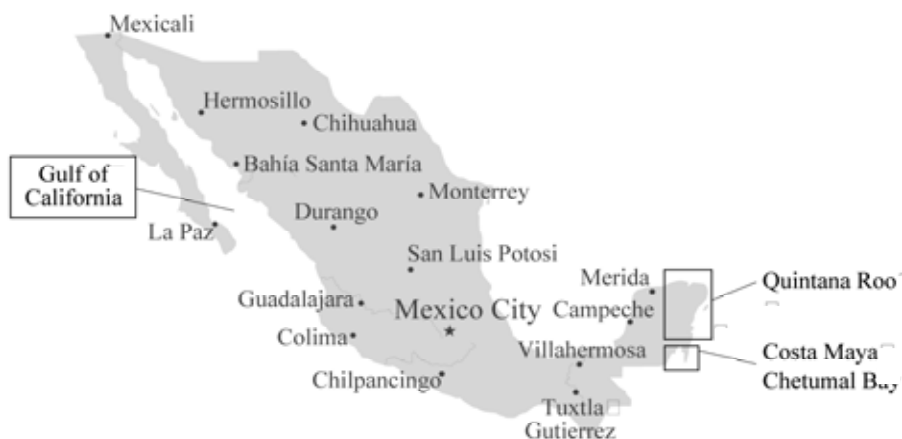 Mexicali
Hermosillo
Chihuahua
Bahía Santa María
Gulf of
California
Monterrey
Durango
La Paz
San Luis Potosi
Merida
Quintana Roo
Guadalajara
Mexico City
Campeche
Colima
Villahermosa
Costa Maya
Chilpancingo
Chetumal Bay
Tuxtla
Gutierrez